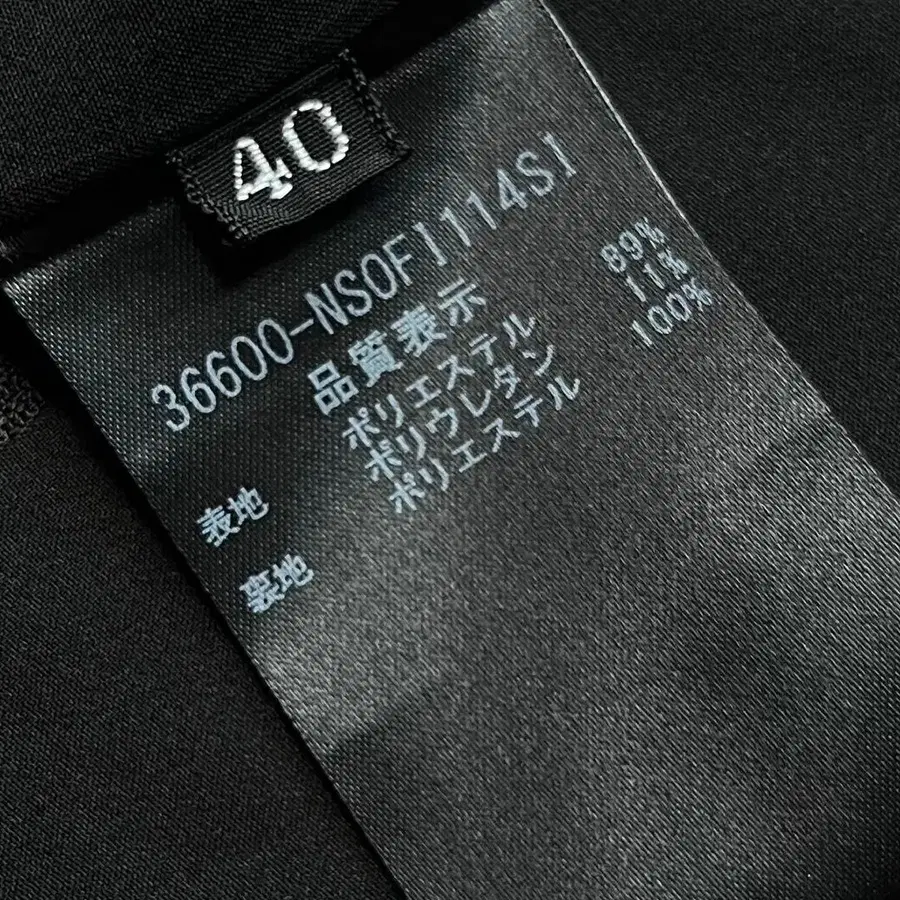 40
36600-NSOFI114SI
品質表示
表地 ポリエステル 89%
ポリウレタン 11%
裏地 ポリエステル 100%